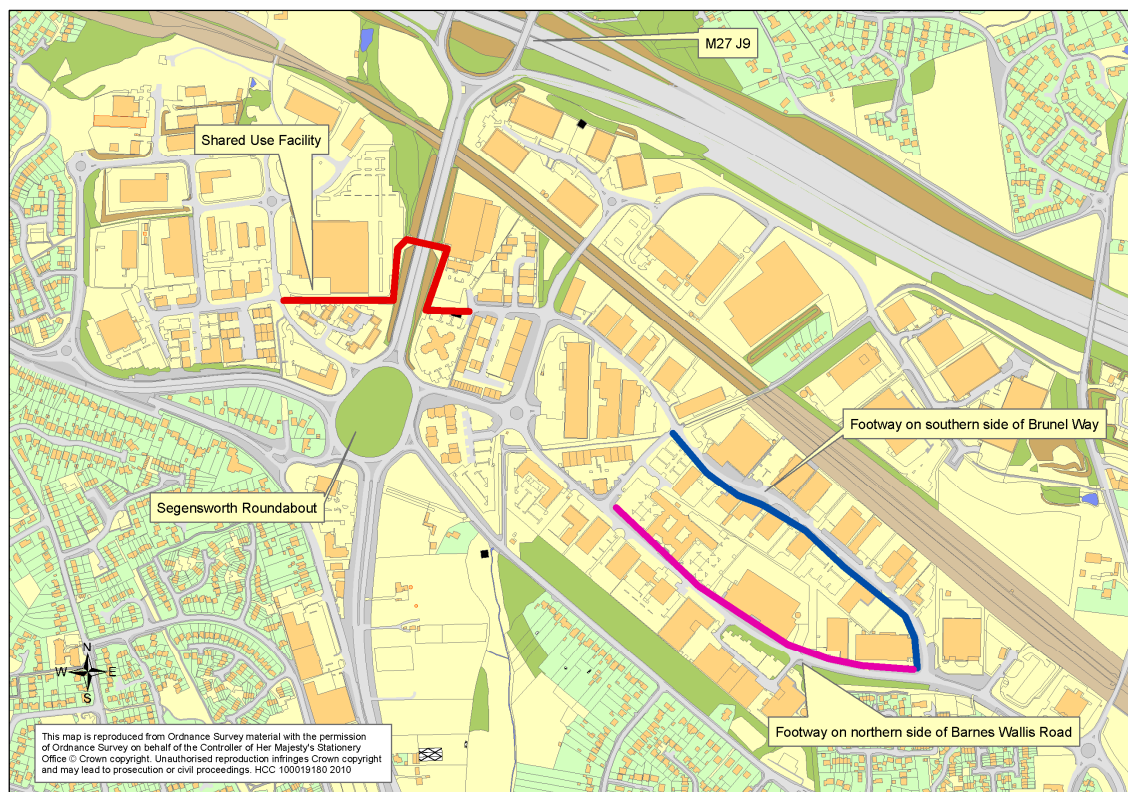 M27 J9
Shared Use Facility
Footway on southern side of Brunel Way
Segensworth Roundabout
N
W E
S
Footway on northern side of Barnes Wallis Road
This map is reproduced from Ordnance Survey material with the permission
of Ordnance Survey on behalf of the Controller of Her Majesty's Stationery
Office © Crown copyright. Unauthorised reproduction infringes Crown copyright
and may lead to prosecution or civil proceedings. HCC 100019180 2010